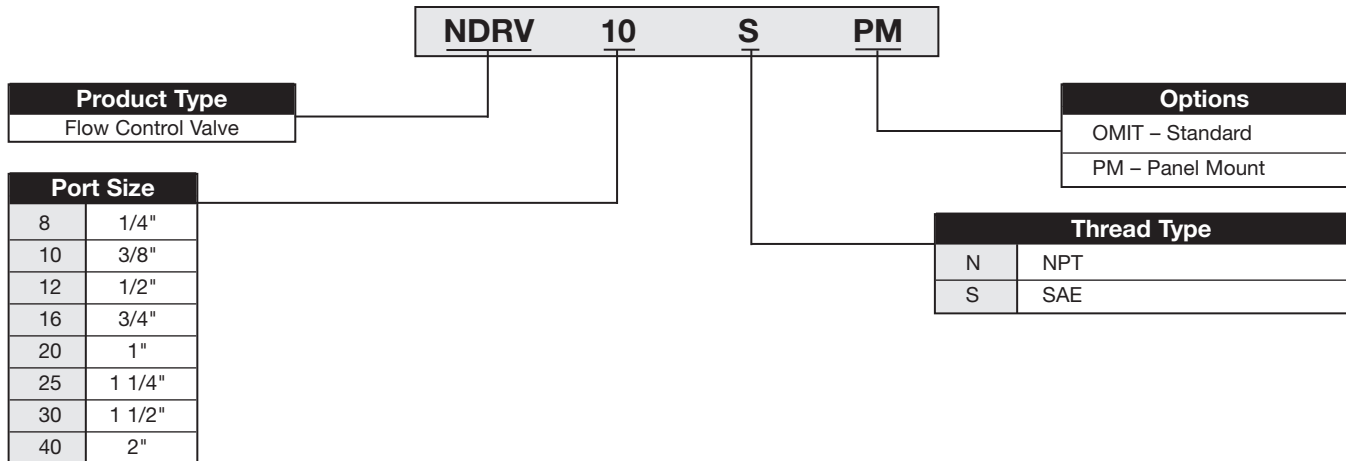 NDRV 10 S PM
Product Type
Flow Control Valve
Options
OMIT – Standard
PM – Panel Mount
Port Size
8 1/4"
10 3/8"
12 1/2"
16 3/4"
20 1"
25 1 1/4"
30 1 1/2"
40 2"
Thread Type
N NPT
S SAE